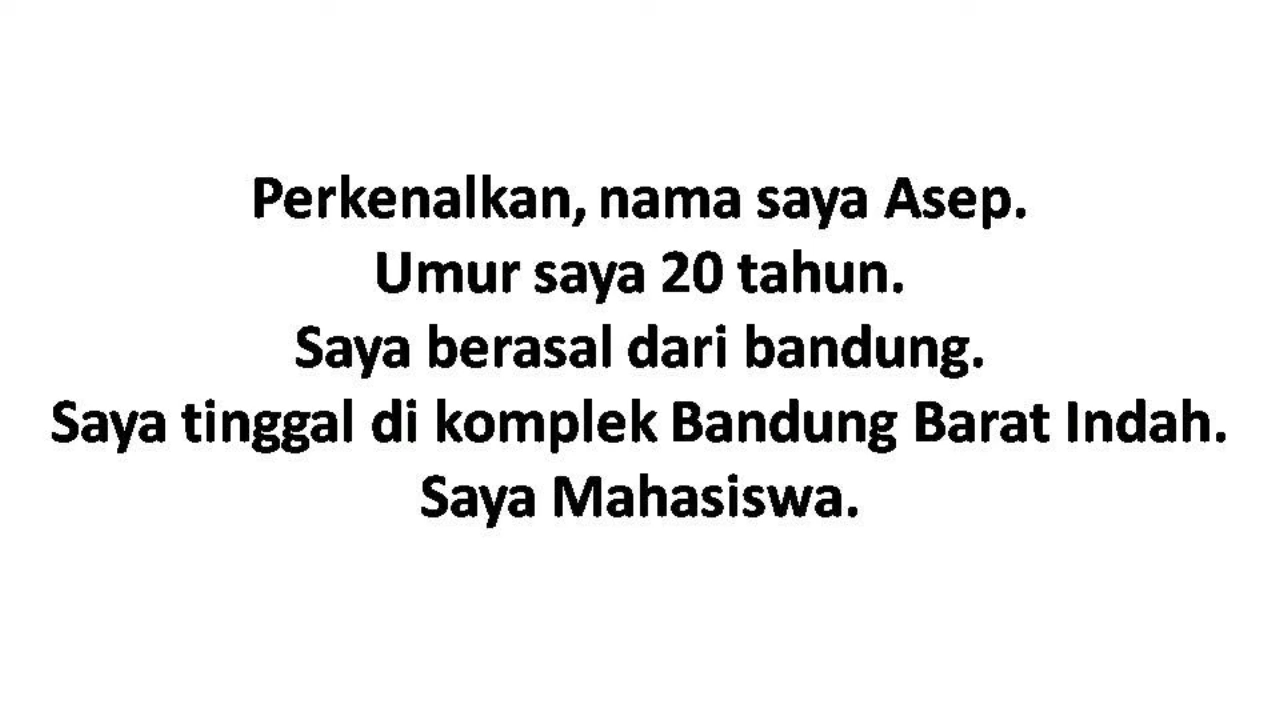 Perkenalkan, nama saya Asep.
Umur saya 20 tahun.
Saya berasal dari bandung.
Saya tinggal di komplek Bandung Barat Indah.
Saya Mahasiswa.